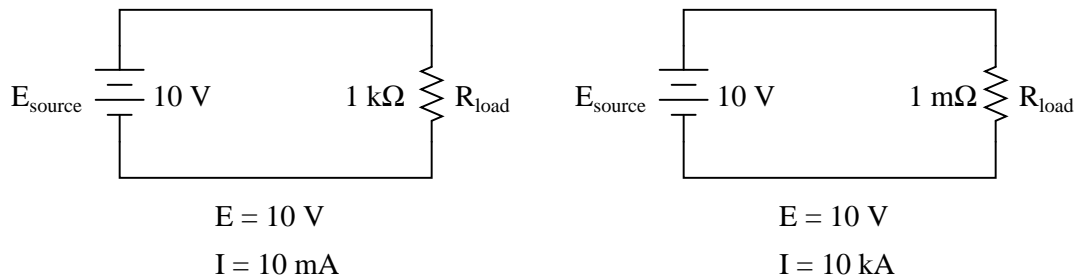 E_source 10 V 1 kΩ R_load
E = 10 V
I = 10 mA
E_source 10 V 1 mΩ R_load
E = 10 V
I = 10 kA